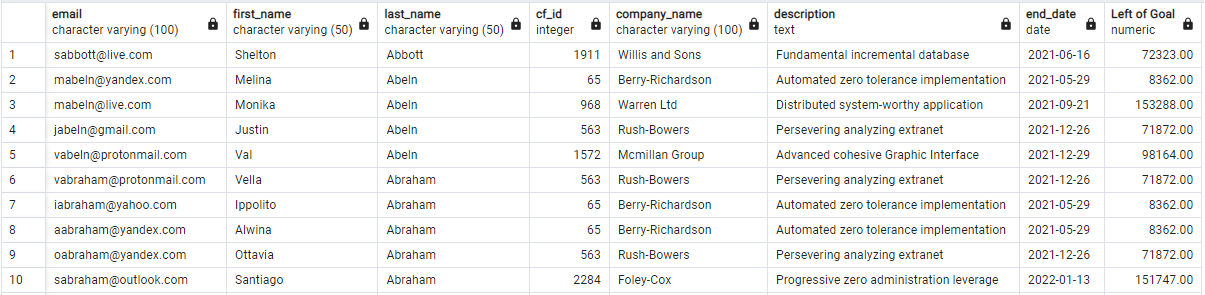 email first_name last_name cf_id company_name description end_date Left of Goal
character varying (100) character varying (50) character varying (50) integer character varying (100) text date numeric
1 sabbott@live.com Shelton Abbott 1911 Willis and Sons Fundamental incremental database 2021-06-16 72323.00
2 mabeln@yandex.com Melina Abeln 65 Berry-Richardson Automated zero tolerance implementation 2021-05-29 8362.00
3 mabeln@live.com Monika Abeln 968 Warren Ltd Distributed system-worthy application 2021-09-21 153288.00
4 jabeln@gmail.com Justin Abeln 563 Rush-Bowers Persevering analyzing extranet 2021-12-26 71872.00
5 vabeln@protonmail.com Val Abeln 1572 Mcmillan Group Advanced cohesive Graphic Interface 2021-12-29 98164.00
6 vabraham@protonmail.com Vella Abraham 563 Rush-Bowers Persevering analyzing extranet 2021-12-26 71872.00
7 iabraham@yahoo.com Ippolito Abraham 65 Berry-Richardson Automated zero tolerance implementation 2021-05-29 8362.00
8 aabraham@yandex.com Alwina Abraham 65 Berry-Richardson Automated zero tolerance implementation 2021-05-29 8362.00
9 oabraham@yandex.com Ottavia Abraham 563 Rush-Bowers Persevering analyzing extranet 2021-12-26 71872.00
10 sabraham@outlook.com Santiago Abraham 2284 Foley-Cox Progressive zero administration leverage 2022-01-13 151747.00